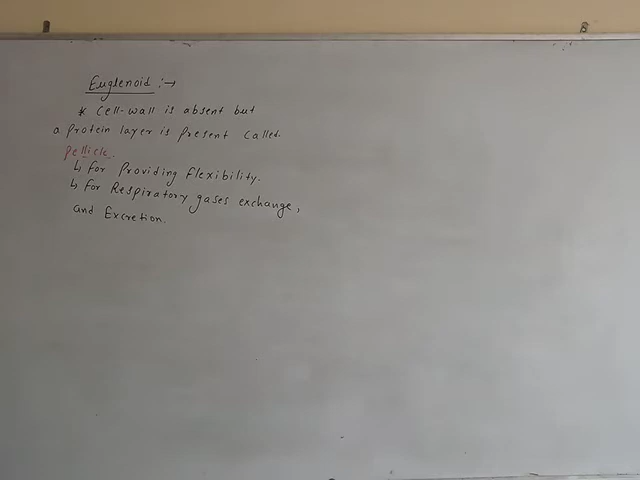 Euglenoid :→
* Cell-wall is absent but
a Protein layer is present called.
Pellicle.
↳ for Providing flexibility.
↳ for Respiratory gases exchange,
and Excretion.